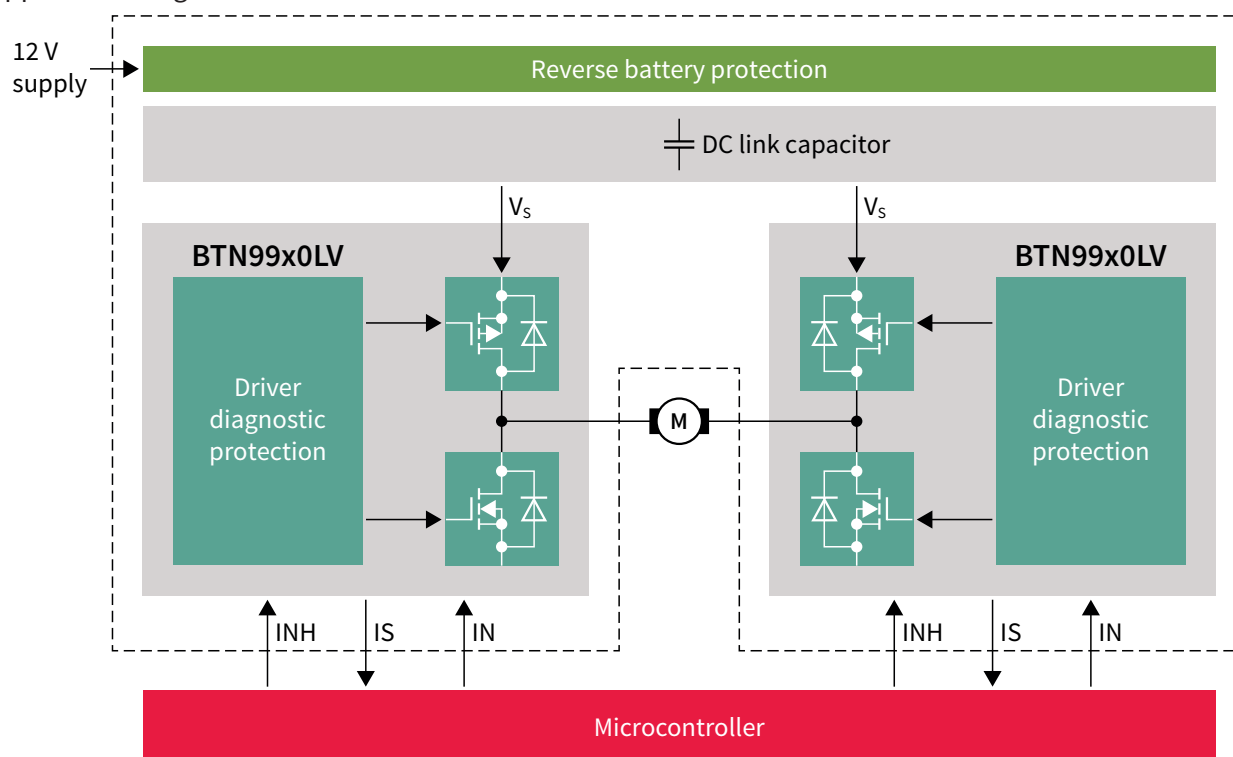 12 V
supply
Reverse battery protection
DC link capacitor
VS
VS
BTN99x0LV
BTN99x0LV
Driver
diagnostic
protection
M
Driver
diagnostic
protection
INH
IS
IN
INH
IS
IN
Microcontroller